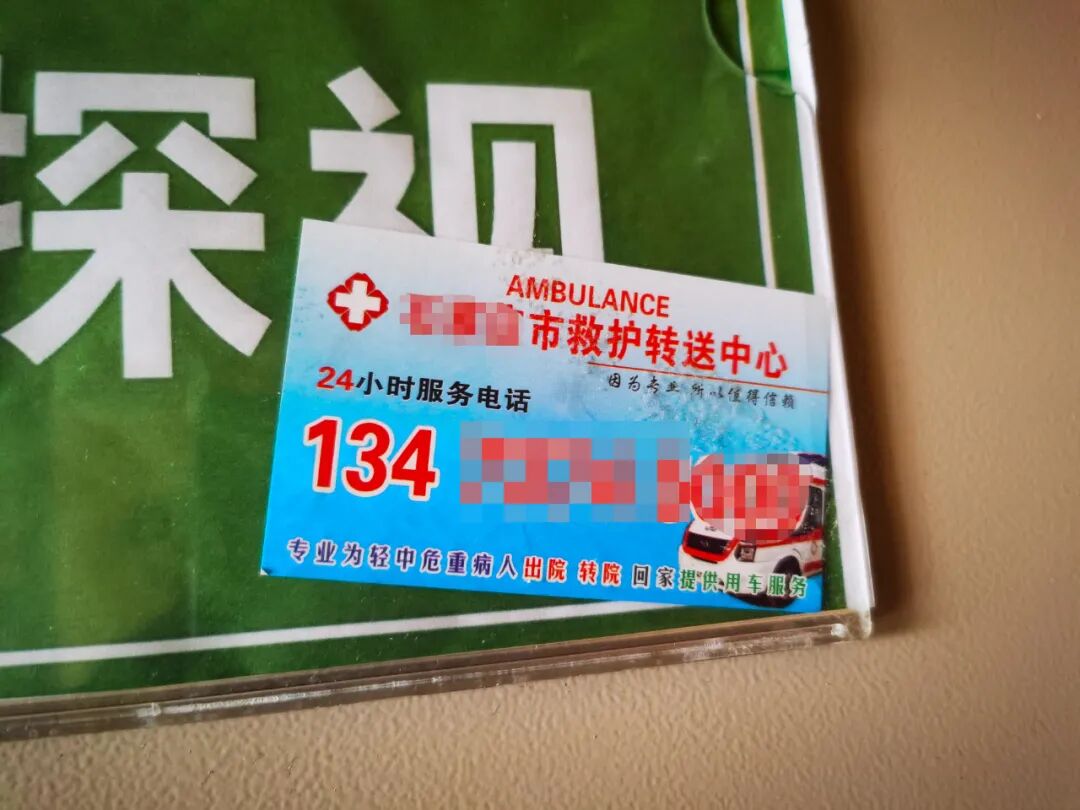 探视
AMBULANCE
市救护转送中心
因为专业 所以值得信赖
24小时服务电话
134
专业为轻中危重病人出院 转院 回家提供用车服务